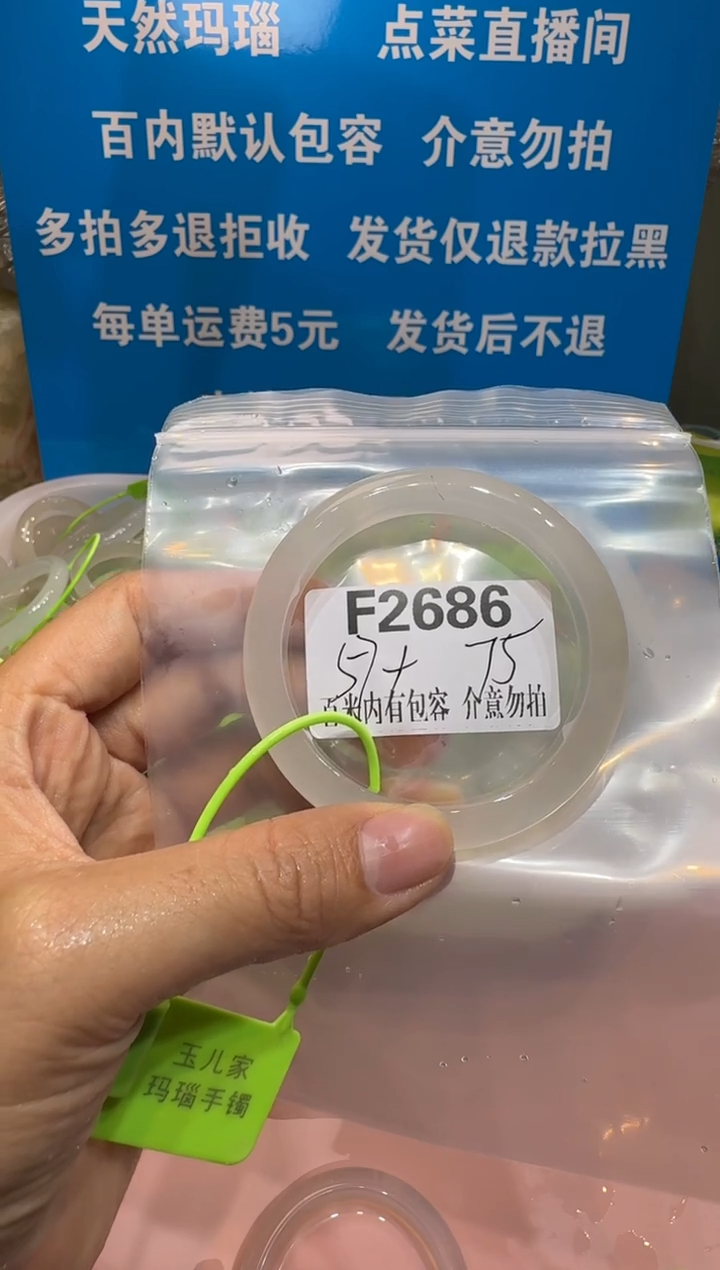 天然玛瑙 点菜直播间
百内默认包容 介意勿拍
多拍多退拒收 发货仅退款拉黑
每单运费5元 发货后不退
F2686
57+ 75
百米内有包容 介意勿拍
玉儿家
玛瑙手镯